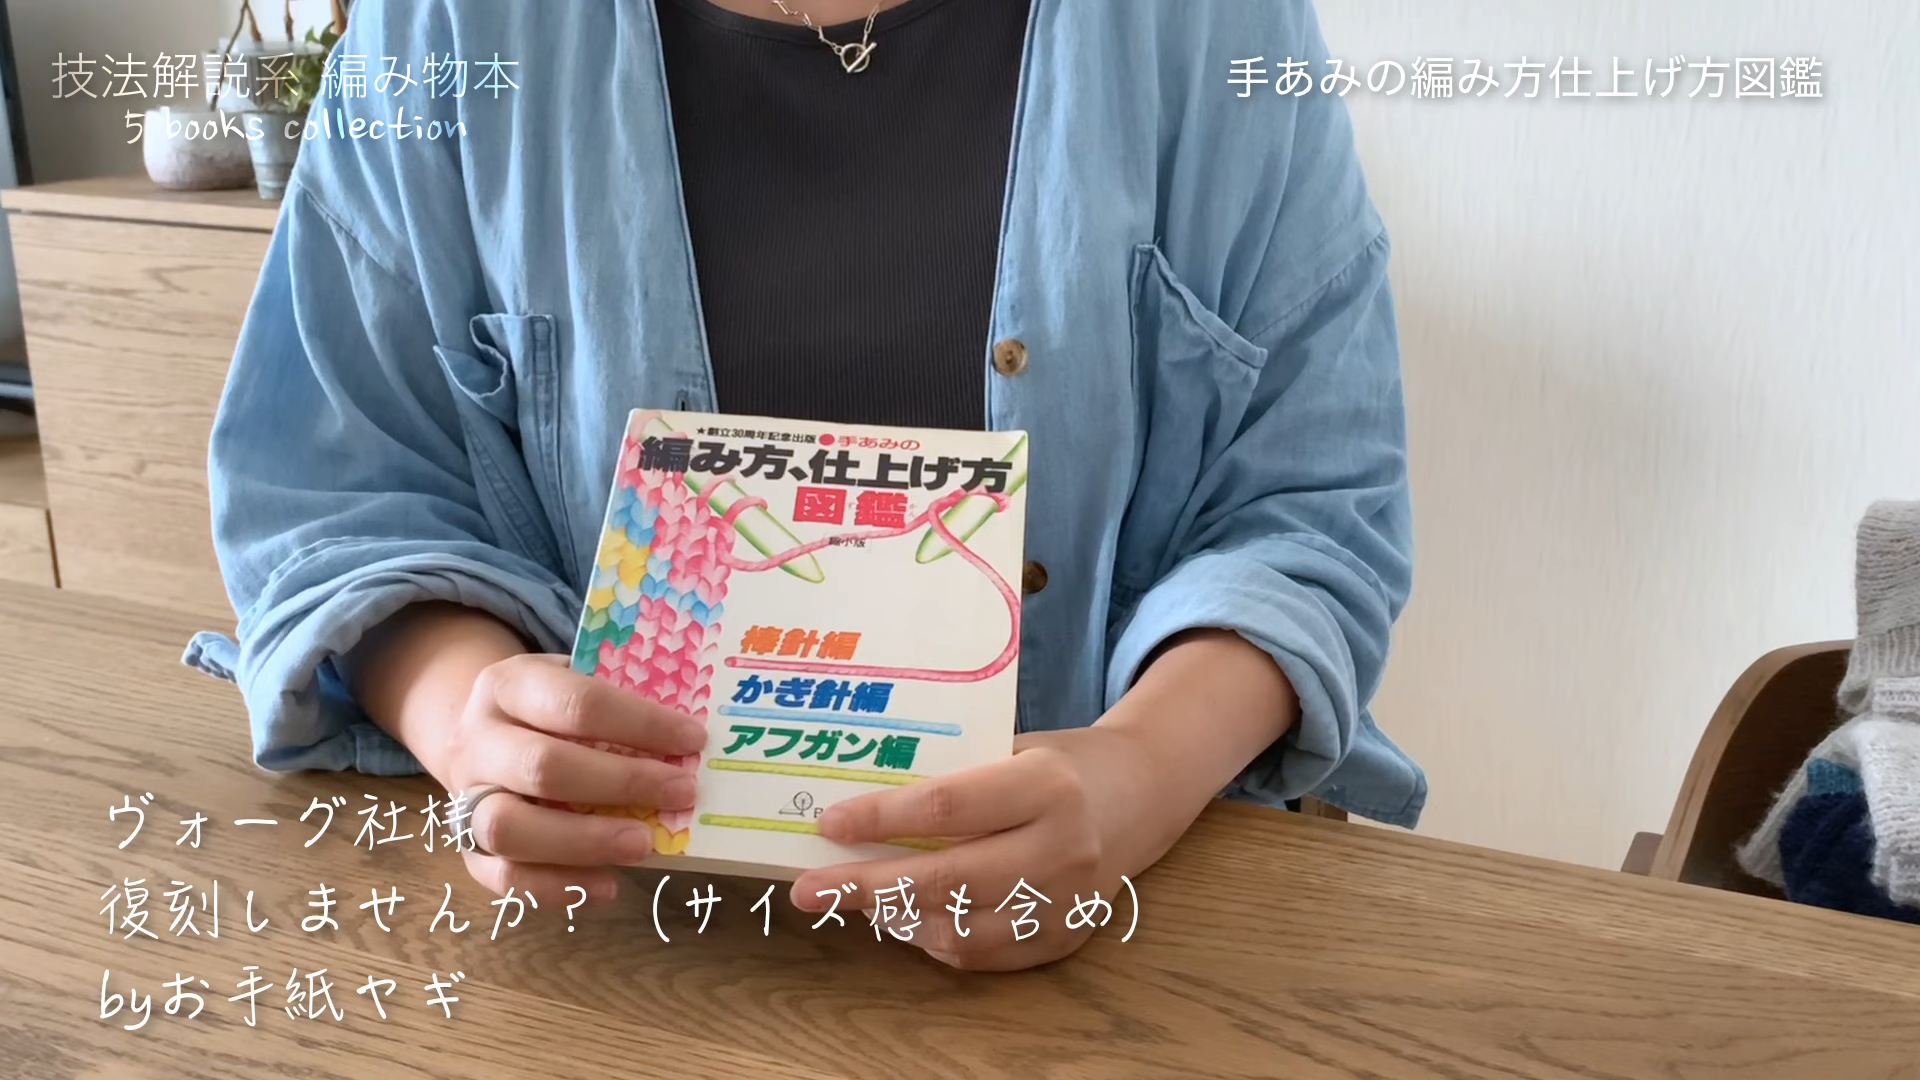 技法解説系 編み物本
5 books collection
手あみの編み方仕上げ方図鑑
★創立30周年記念出版●手あみの
編み方、仕上げ方
図鑑
縮小版
棒針編
かぎ針編
アフガン編
ヴォーグ社様
復刻しませんか？（サイズ感も含め）
byお手紙ヤギ